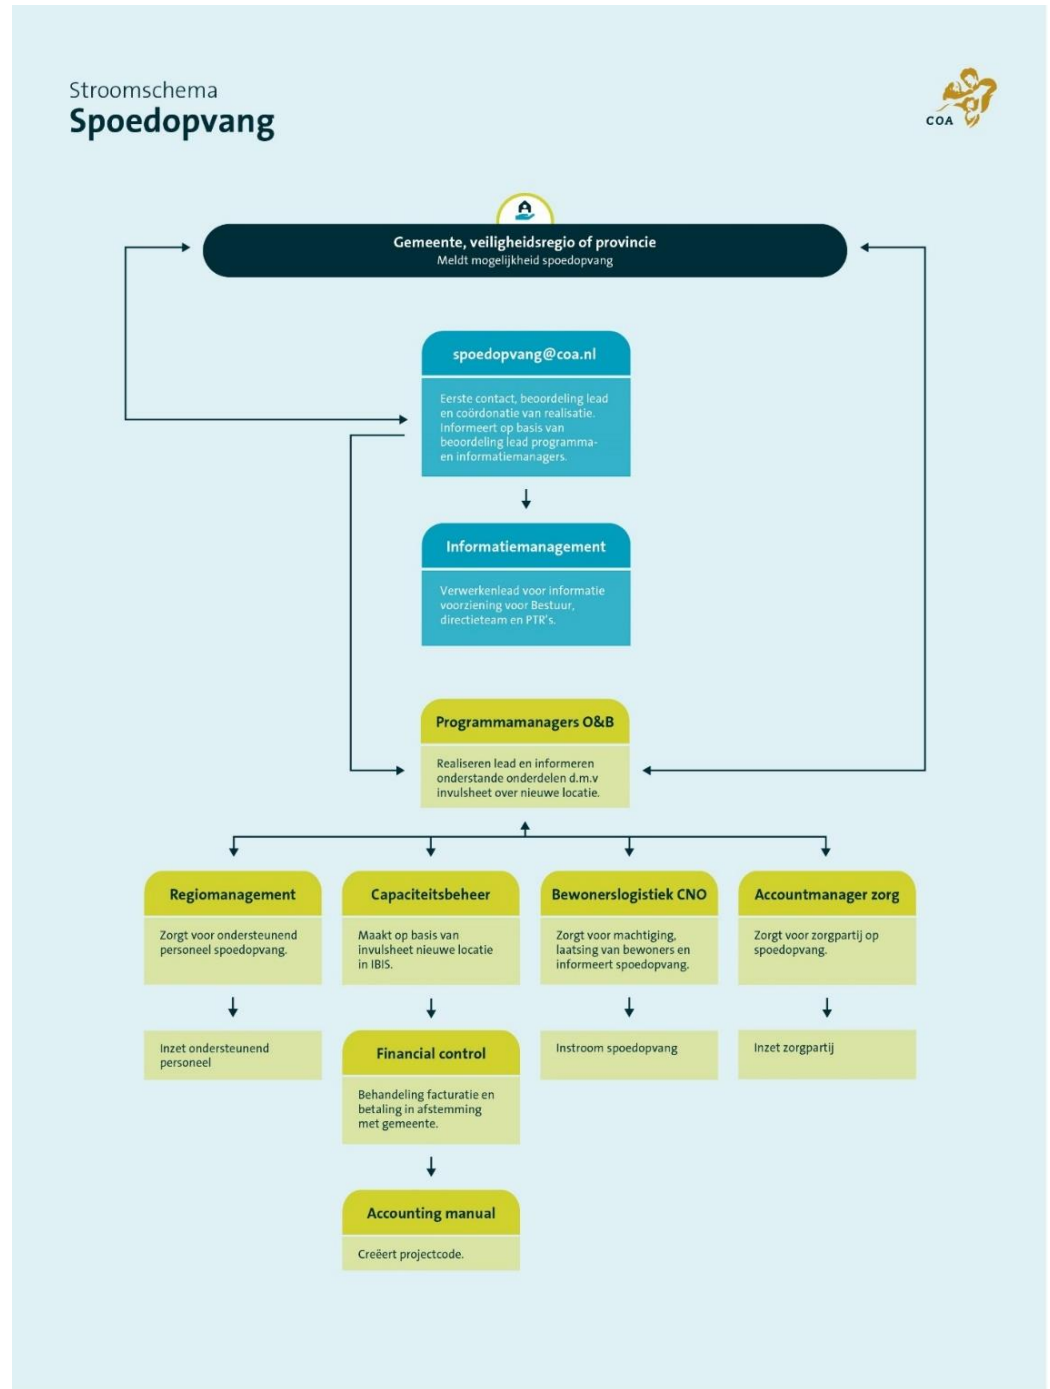 Stroomschema
Spoedopvang
COA
Gemeente, veiligheidsregio of provincie
Meldt mogelijkheid spoedopvang
spoedopvang@coa.nl
Eerste contact, beoordeling lead
en coördonatie van realisatie.
Informeert op basis van
beoordeling lead programma-
en informatiemanagers.
Informatiemanagement
Verwerkenlead voor informatie
voorziening voor Bestuur,
directieteam en PTR's.
Programmamanagers O&B
Realiseren lead en informeren
onderstande onderdelen d.m.v
invulsheet over nieuwe locatie.
Regiomanagement
Zorgt voor ondersteunend
personeel spoedopvang.
Inzet ondersteunend
personeel
Capaciteitsbeheer
Maakt op basis van
invulsheet nieuwe locatie
in IBIS.
Financial control
Behandeling facturatie en
betaling in afstemming
met gemeente.
Accounting manual
Creëert projectcode.
Bewonerslogistiek CNO
Zorgt voor machtiging,
laatsing van bewoners en
informeert spoedopvang.
Instroom spoedopvang
Accountmanager zorg
Zorgt voor zorgpartij op
spoedopvang.
Inzet zorgpartij